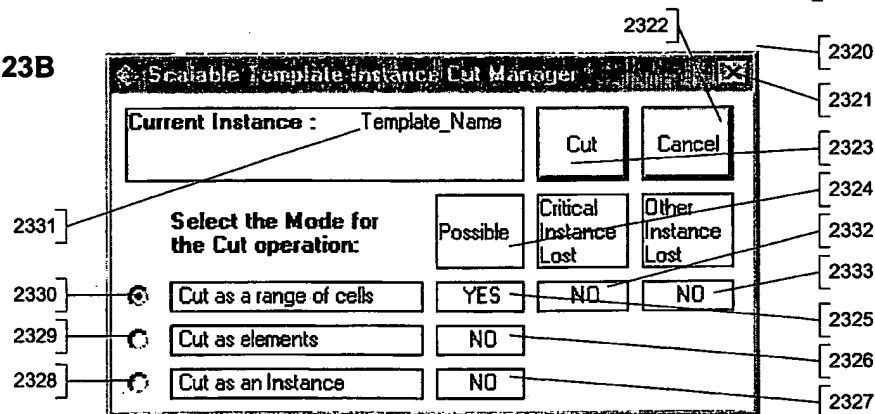 2322
2320
23B
Scalable Template Instance Cut Manager
2321
Current Instance : Template_Name
Cut
Cancel
2323
2324
2331
Select the Mode for
the Cut operation:
Possible
Critical
Instance
Lost
Other
Instance
Lost
2332
2333
2330
Cut as a range of cells
YES
NO
NO
2325
2329
Cut as elements
NO
2326
2328
Cut as an Instance
NO
2327